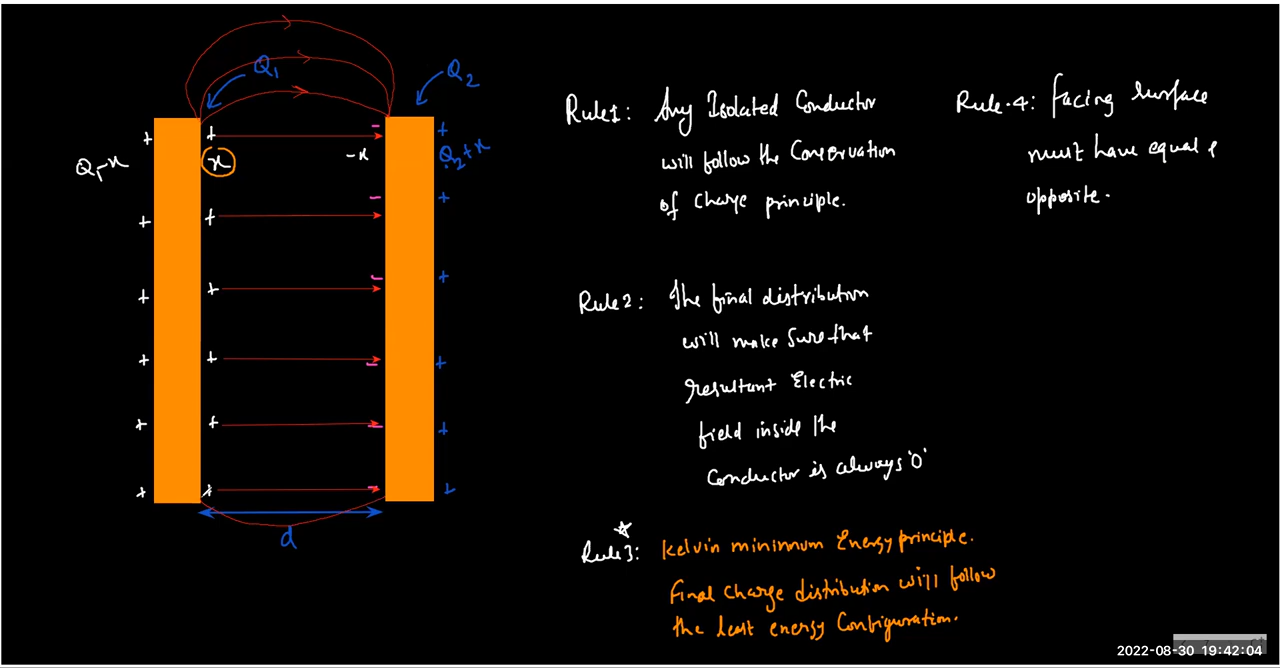 Q₁
Q₂
+ + - +
Q₁-x
x
-x
Q₂+x
- +
+ +
- +
+ +
- +
+ +
- +
+ +
- +
+ +
d
Rule1: Any Isolated Conductor
will follow the Conservation
of Charge principle.
Rule.4: facing surface
must have equal &
opposite.
Rule2: The final distribution
will make sure that
resultant Electric
field inside the
Conductor is always '0'
Rule3: Kelvin minimum Energy principle.
Final Charge distribution will follow
the least energy Configuration.
2022-08-30 19:42:04